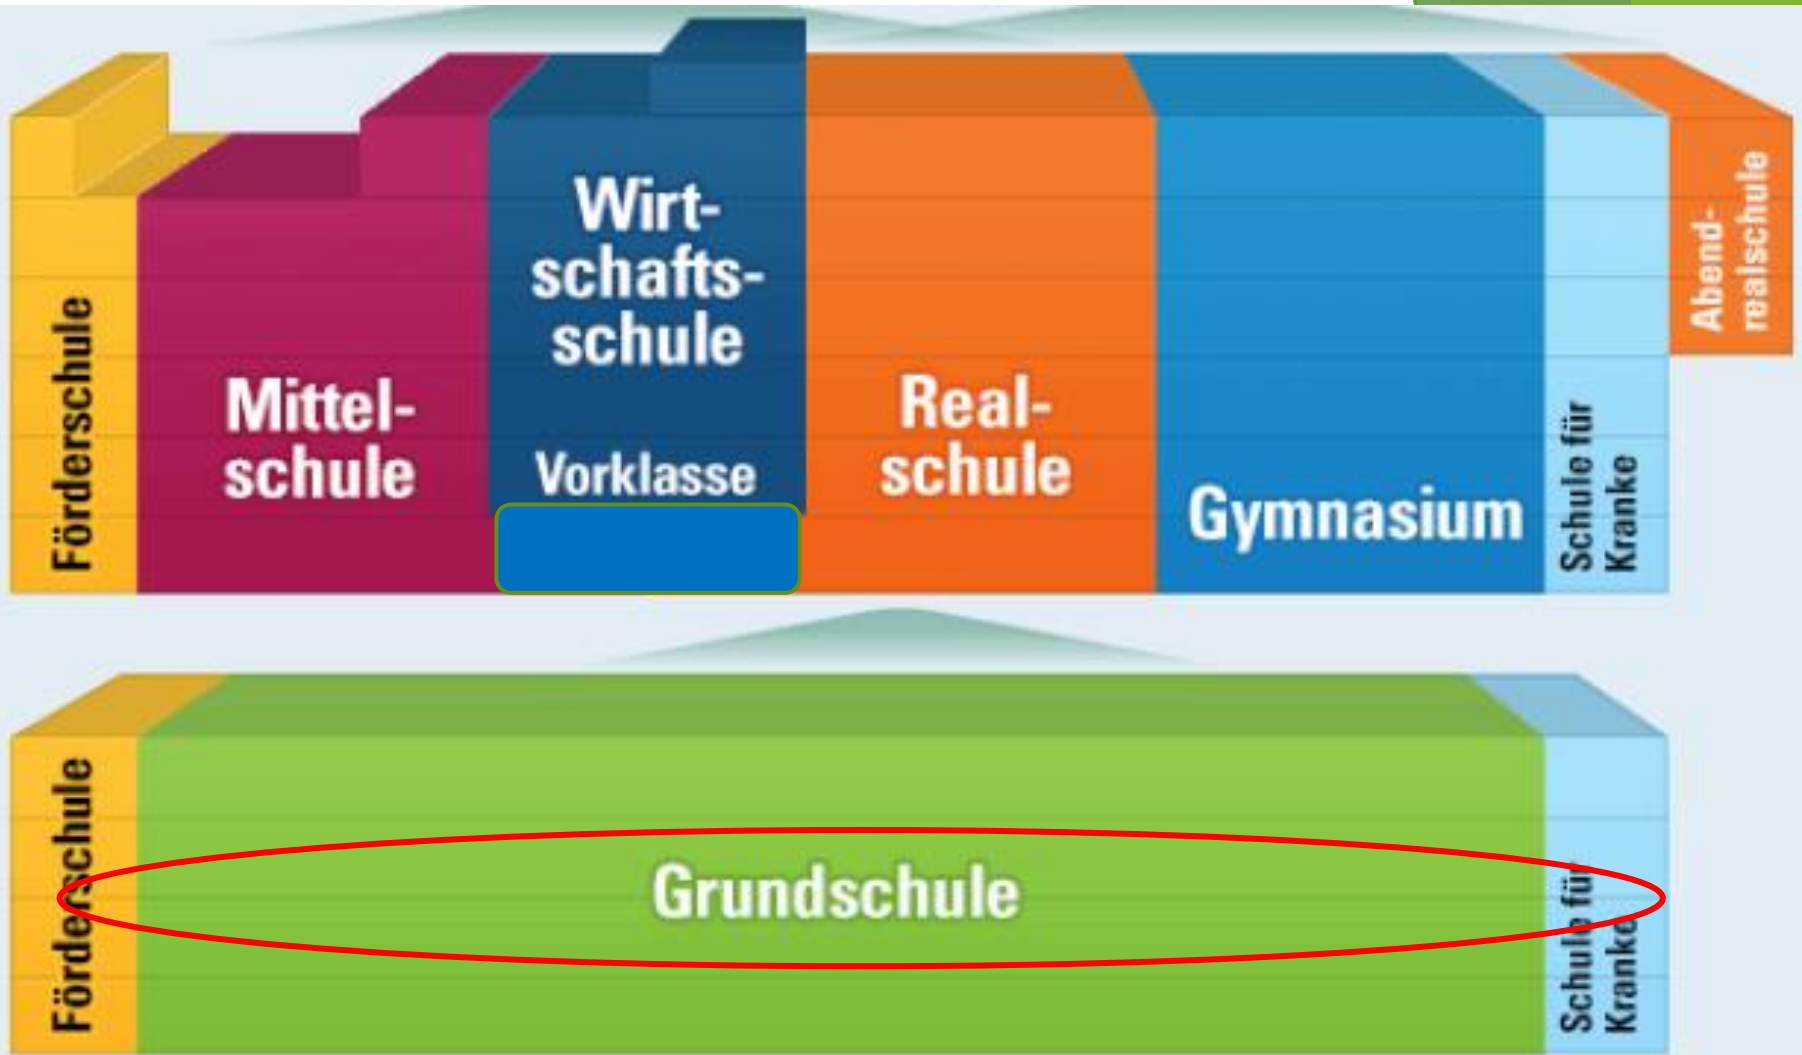 Förderschule
Mittel-
schule
Wirt-
schafts-
schule
Vorklasse
Real-
schule
Gymnasium
Schule für
Kranke
Abend-
realschule
Förderschule
Grundschule
Schule für
Kranke